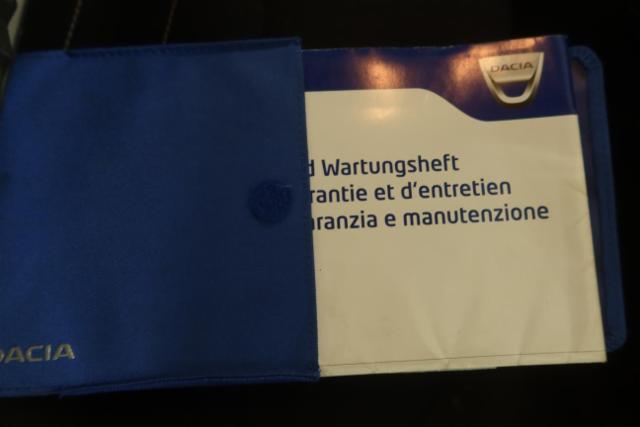 DACIA
d Wartungsheft
rantie et d'entretien
aranzia e manutenzione
DACIA